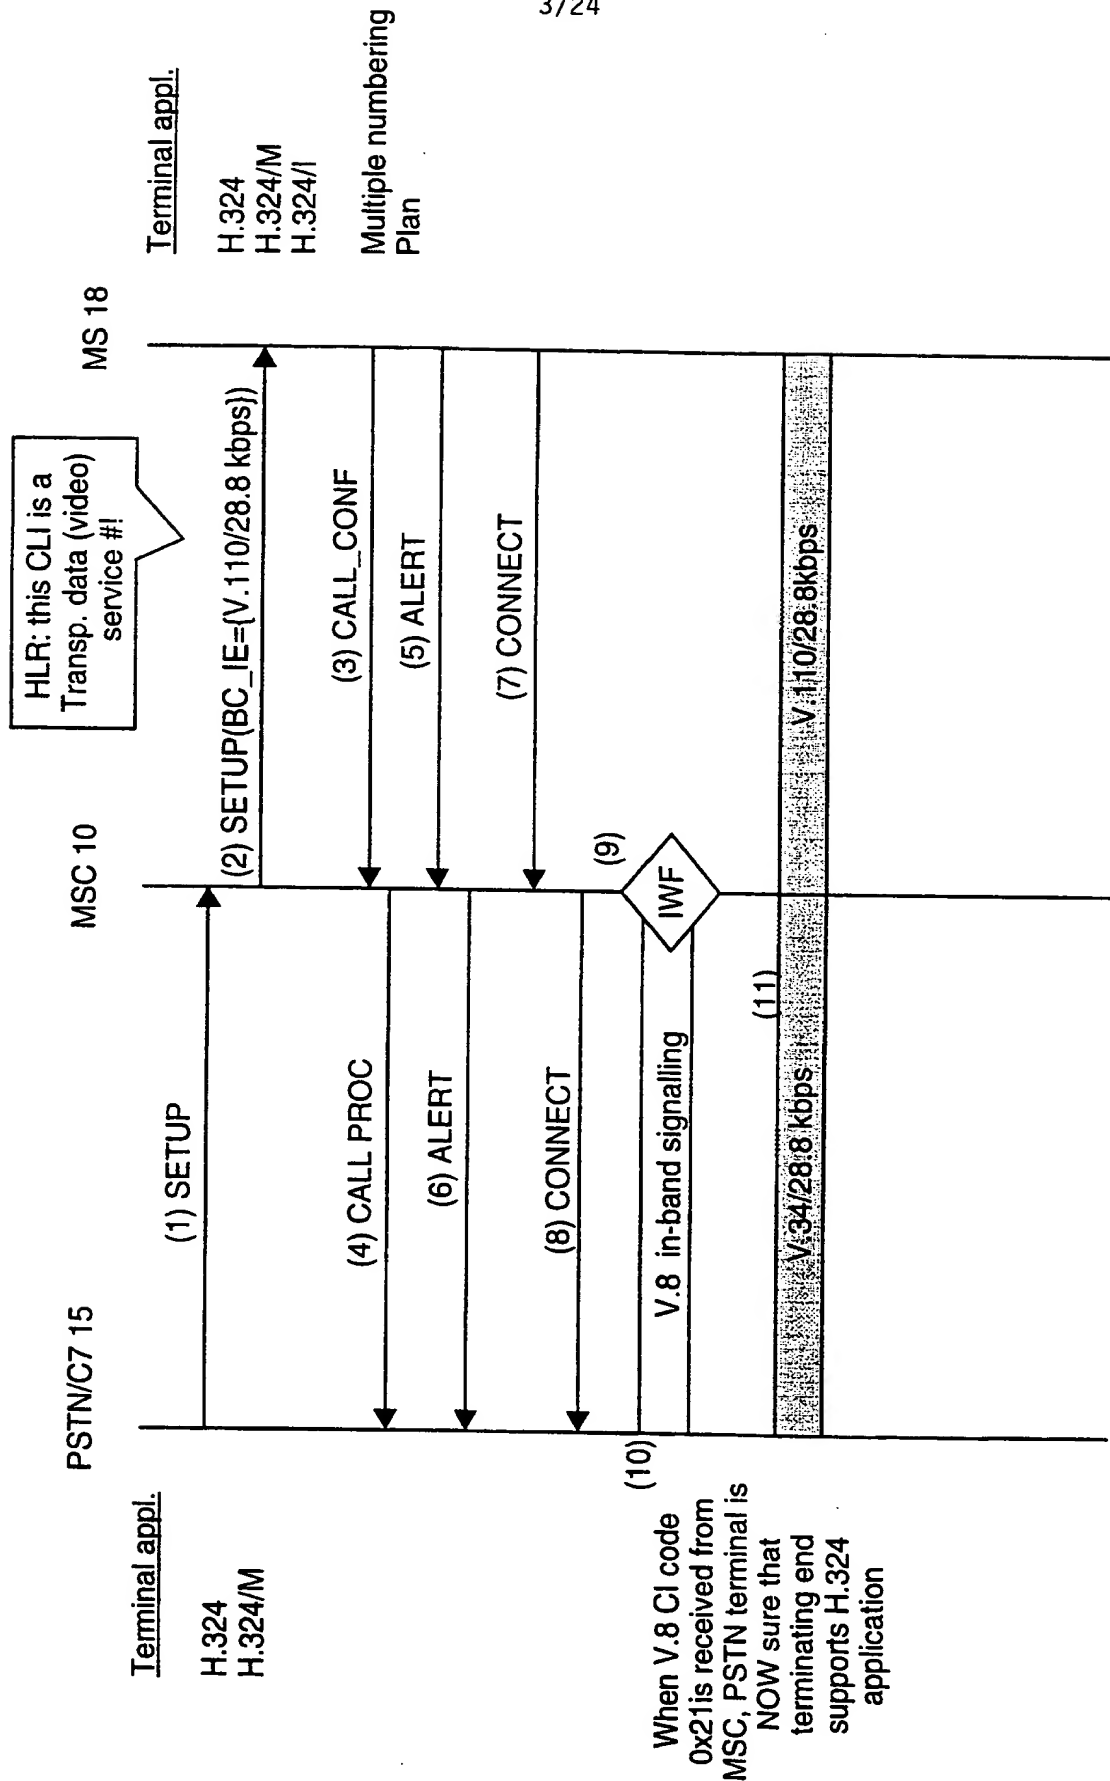 3/24
PSTN/C7 15
MSC 10
MS 18
HLR: this CLI is a
Transp. data (video)
service #!
Terminal appl.
H.324
H.324/M
Terminal appl.
H.324
H.324/M
H.324/I
Multiple numbering
Plan
(1) SETUP
(2) SETUP(BC_IE={V.110/28.8 kbps})
(3) CALL_CONF
(4) CALL PROC
(5) ALERT
(6) ALERT
(7) CONNECT
(8) CONNECT
(9)
IWF
(10)
V.8 in-band signalling
When V.8 CI code
0x21is received from
MSC, PSTN terminal is
NOW sure that
terminating end
supports H.324
application
(11)
V.34/28.8 kbps
V.110/28.8kbps